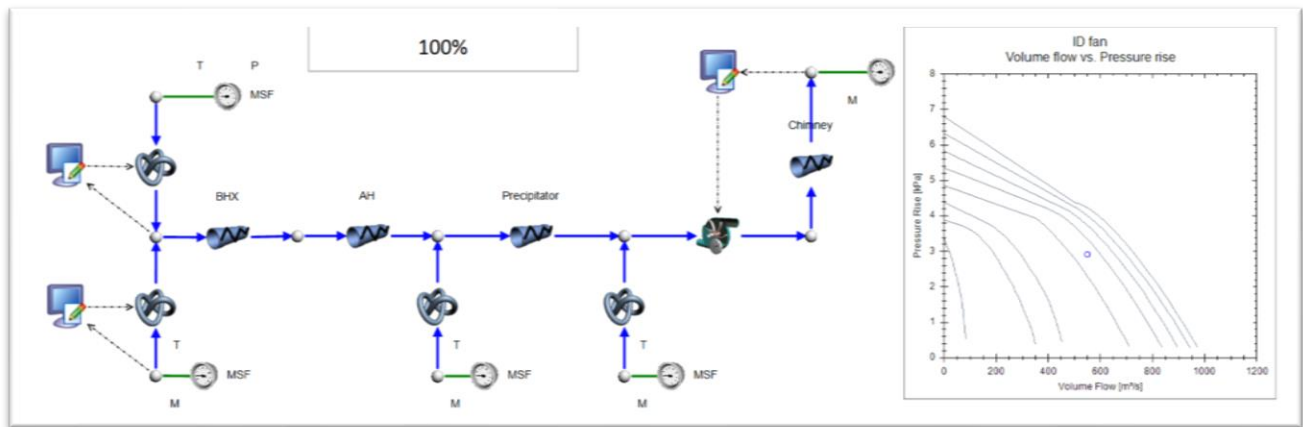 100%
T P
MSF
BHX
AH
Precipitator
Chimney
M
T
MSF
M
T
MSF
M
T
MSF
M
ID fan
Volume flow vs. Pressure rise
Pressure Rise [kPa]
8
7
6
5
4
3
2
1
0
0 200 400 600 800 1000 1200
Volume Flow [m³/s]